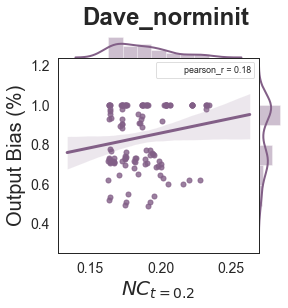 Dave_norminit
pearson_r = 0.18
Output Bias (%)
1.2
1.0
0.8
0.6
0.4
0.15
0.20
0.25
NC_{t = 0.2}